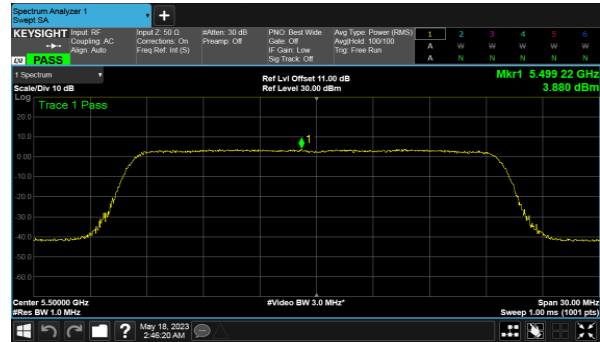 Spectrum Analyzer 1
Swept SA
+
KEYSIGHT Input: RF Input Z: 50 Ω #Atten: 30 dB PNO: Best Wide Avg Type: Power (RMS) 1 2 3 4 5 6
Coupling: AC Corrections: On Preamp: Off Gate: Off Avg|Hold: 100/100 A W W W W W
Align: Auto Freq Ref: Int (S) IF Gain: Low Trig: Free Run
LXI PASS Sig Track: Off A N N N N N
1 Spectrum Ref Lvl Offset 11.00 dB Mkr1 5.499 22 GHz
Scale/Div 10 dB Ref Level 30.00 dBm 3.880 dBm
Log Trace 1 Pass
20.0
10.0
1
0.00
-10.0
-20.0
-30.0
-40.0
-50.0
-60.0
Center 5.50000 GHz #Video BW 3.0 MHz* Span 30.00 MHz
#Res BW 1.0 MHz Sweep 1.00 ms (1001 pts)
? May 18, 2023
2:46:20 AM